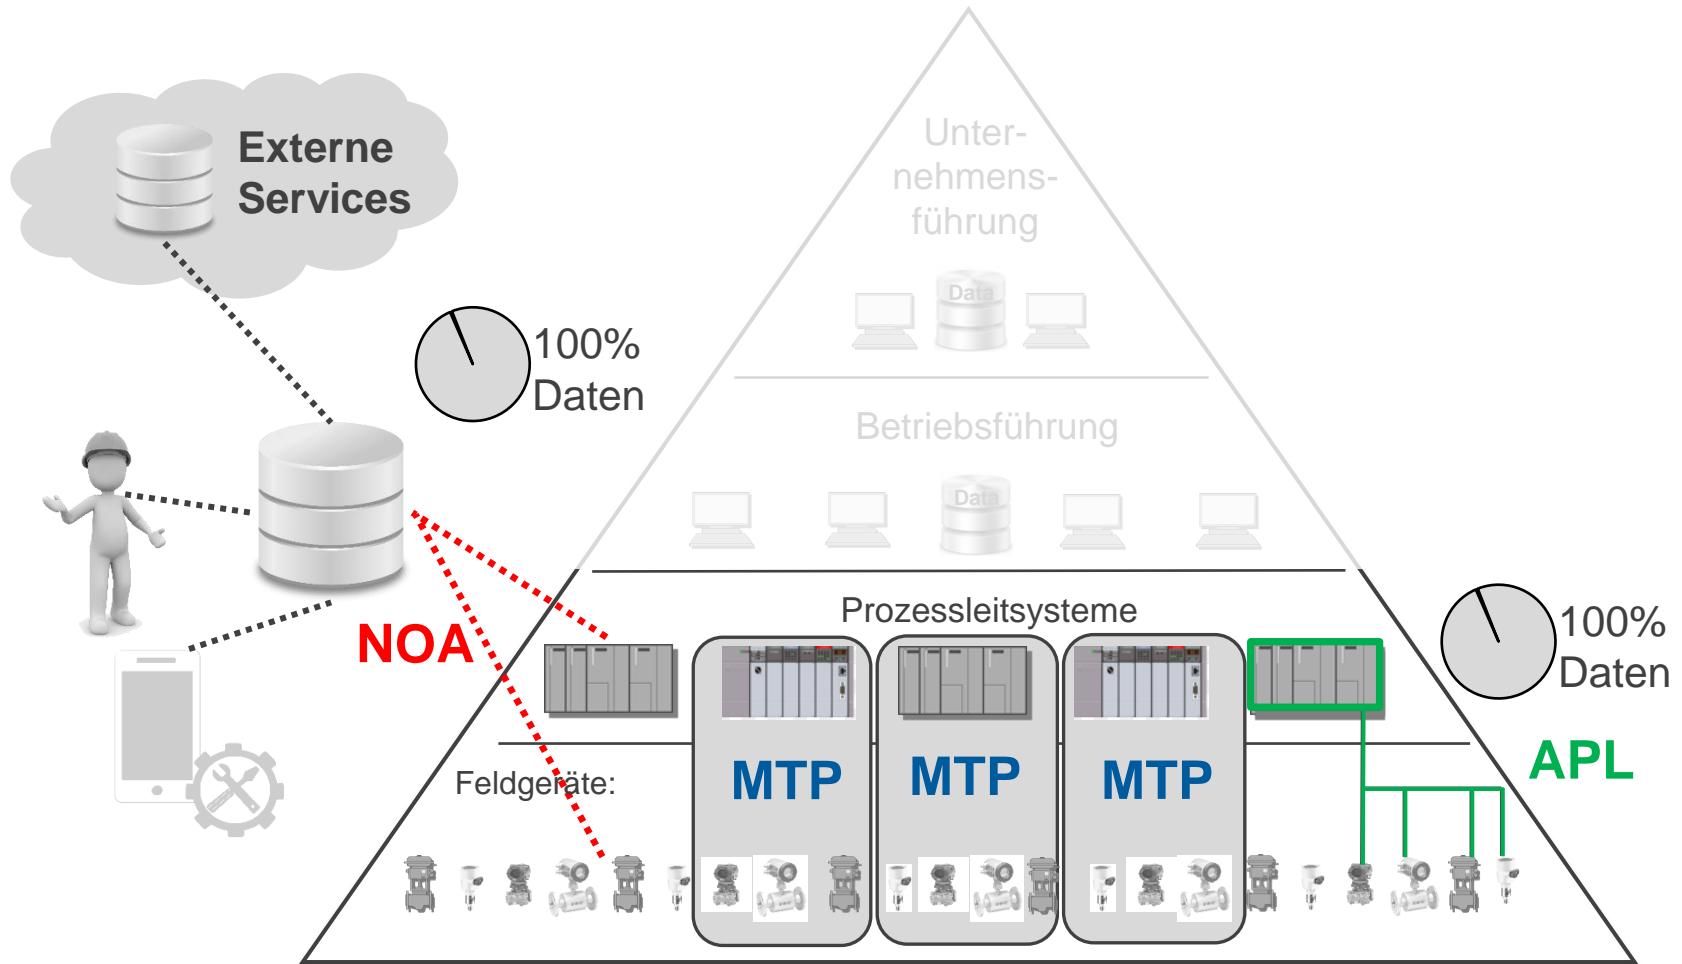 Externe
Services
100%
Daten
Unter-
nehmens-
führung
Data
Betriebsführung
Data
Prozessleitsysteme
100%
Daten
NOA
MTP
MTP
MTP
APL
Feldgeräte: